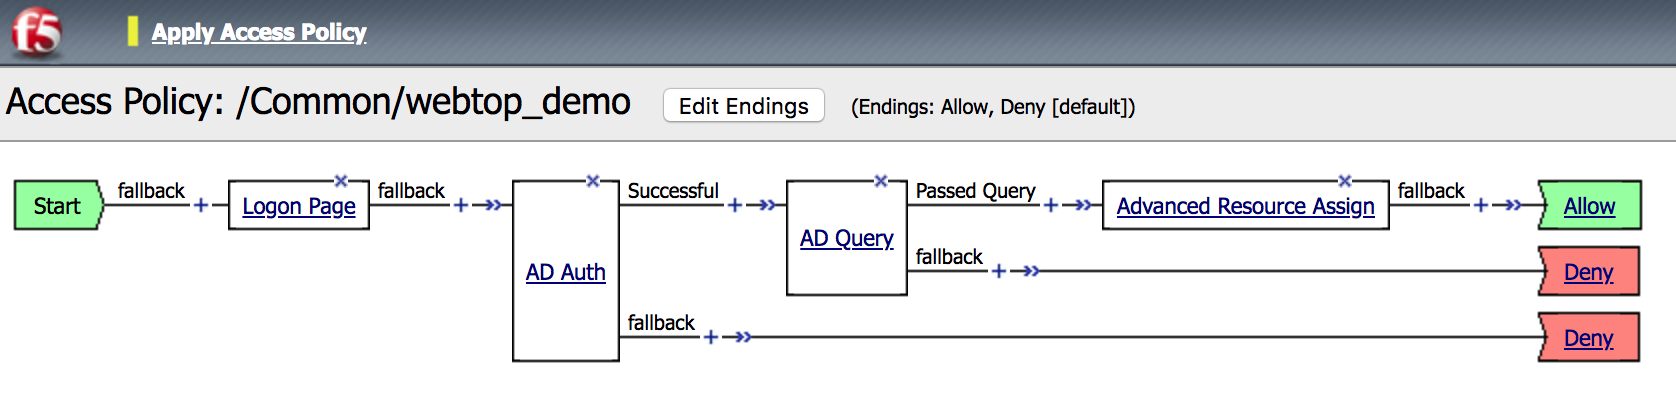 f5
Apply Access Policy
Access Policy: /Common/webtop_demo Edit Endings (Endings: Allow, Deny [default])
Start fallback + Logon Page fallback + AD Auth Successful + AD Query Passed Query + Advanced Resource Assign fallback + Allow
fallback + Deny
fallback + Deny